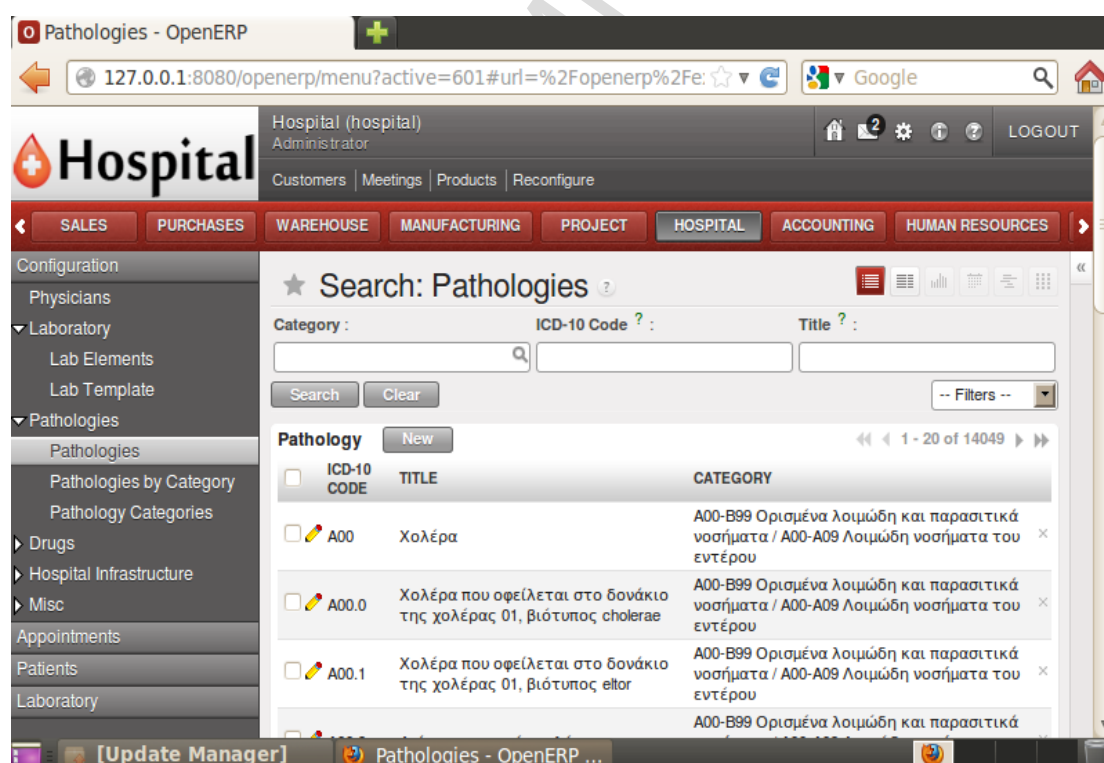 Pathologies - OpenERP
127.0.0.1:8080/openerp/menu?active=601#url=%2Fopenerp%2Fe:
Google
Hospital
Hospital (hospital)
Administrator
2
LOGOUT
Customers | Meetings | Products | Reconfigure
SALES PURCHASES WAREHOUSE MANUFACTURING PROJECT HOSPITAL ACCOUNTING HUMAN RESOURCES
Configuration
Physicians
Laboratory
Lab Elements
Lab Template
Pathologies
Pathologies
Pathologies by Category
Pathology Categories
Drugs
Hospital Infrastructure
Misc
Appointments
Patients
Laboratory
Search: Pathologies ?
Category : ICD-10 Code ? : Title ? :
Search Clear -- Filters --
Pathology New 1 - 20 of 14049
ICD-10 CODE TITLE CATEGORY
A00 Χολέρα A00-B99 Ορισμένα λοιμώδη και παρασιτικά
νοσήματα / A00-A09 Λοιμώδη νοσήματα του
εντέρου
A00.0 Χολέρα που οφείλεται στο δονάκιο
της χολέρας 01, βιότυπος cholerae
A00-B99 Ορισμένα λοιμώδη και παρασιτικά
νοσήματα / A00-A09 Λοιμώδη νοσήματα του
εντέρου
A00.1 Χολέρα που οφείλεται στο δονάκιο
της χολέρας 01, βιότυπος eltor
A00-B99 Ορισμένα λοιμώδη και παρασιτικά
νοσήματα / A00-A09 Λοιμώδη νοσήματα του
εντέρου
A00-B99 Ορισμένα λοιμώδη και παρασιτικά
[Update Manager] Pathologies - OpenERP ...